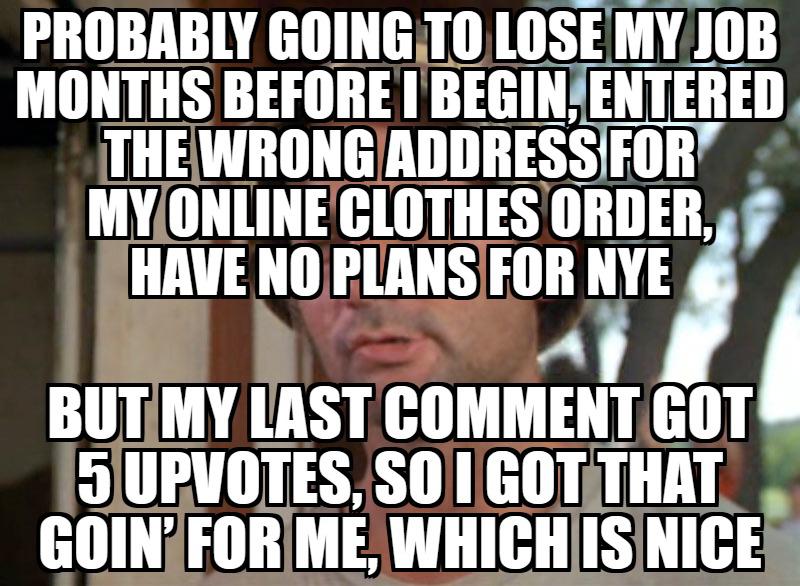 PROBABLY GOING TO LOSE MY JOB
MONTHS BEFORE I BEGIN, ENTERED
THE WRONG ADDRESS FOR
MY ONLINE CLOTHES ORDER,
HAVE NO PLANS FOR NYE
BUT MY LAST COMMENT GOT
5 UPVOTES, SO I GOT THAT
GOIN' FOR ME, WHICH IS NICE